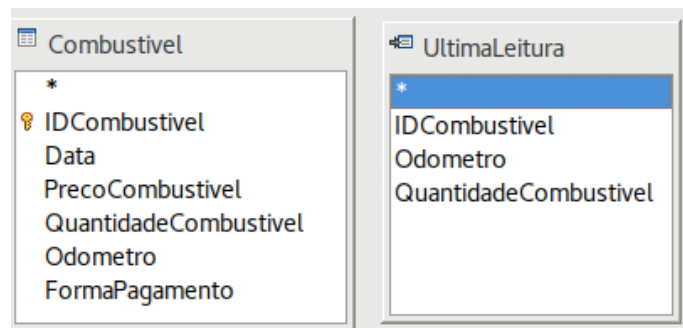 Combustivel
*
IDCombustivel
Data
PrecoCombustivel
QuantidadeCombustivel
Odometro
FormaPagamento
UltimaLeitura
*
IDCombustivel
Odometro
QuantidadeCombustivel